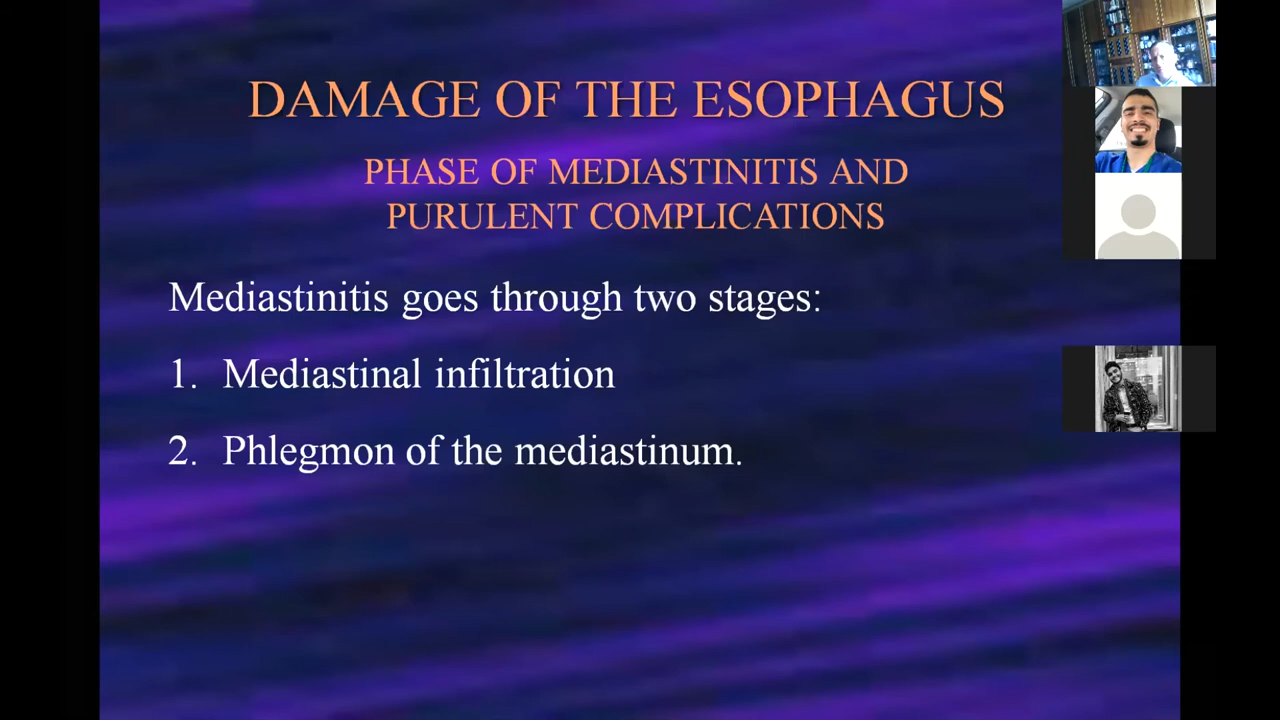 DAMAGE OF THE ESOPHAGUS
PHASE OF MEDIASTINITIS AND
PURULENT COMPLICATIONS
Mediastinitis goes through two stages:
1. Mediastinal infiltration
2. Phlegmon of the mediastinum.